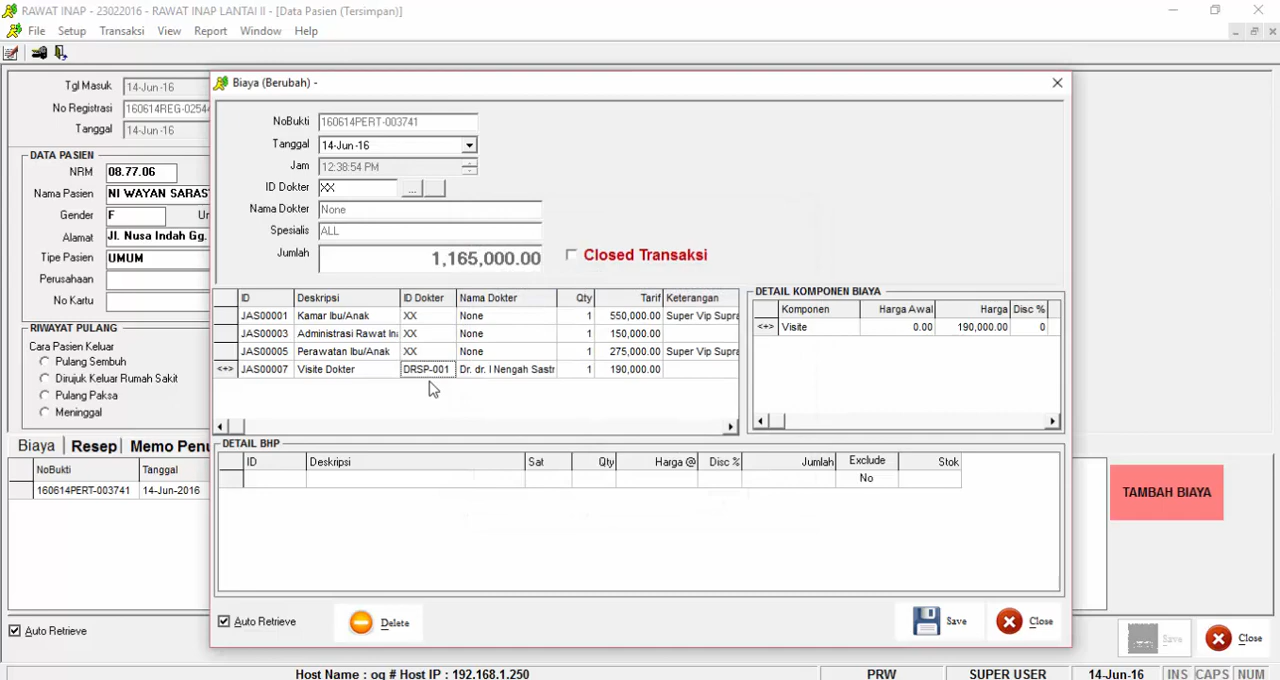 RAWAT INAP - 23022016 - RAWAT INAP LANTAI II - [Data Pasien (Tersimpan)]
File Setup Transaksi View Report Window Help
Tgl Masuk 14-Jun-16
No Registrasi 160614REG-0254
Tanggal 14-Jun-16
DATA PASIEN
NRM 08.77.06
Nama Pasien NI WAYAN SARAS
Gender F
Alamat Jl. Nusa Indah Gg.
Tipe Pasien UMUM
Perusahaan
No Kartu
RIWAYAT PULANG
Cara Pasien Keluar
Pulang Sembuh
Dirujuk Keluar Rumah Sakit
Pulang Paksa
Meninggal
Biaya Resep Memo
NoBukti Tanggal
160614PERT-003741 14-Jun-2016
Auto Retrieve
Biaya (Berubah) -
NoBukti 160614PERT-003741
Tanggal 14-Jun-16
Jam 12:38:54 PM
ID Dokter XX ...
Nama Dokter None
Spesialis ALL
Jumlah 1,165,000.00 Closed Transaksi
ID Deskripsi ID Dokter Nama Dokter Qty Tarif Keterangan
JAS00001 Kamar Ibu/Anak XX None 1 550,000.00 Super Vip Supra
JAS00003 Administrasi Rawat In XX None 1 150,000.00
JAS00005 Perawatan Ibu/Anak XX None 1 275,000.00 Super Vip Supra
<+> JAS00007 Visite Dokter DRSP-001 Dr. dr. I Nengah Sastr 1 190,000.00
DETAIL KOMPONEN BIAYA
Komponen Harga Awal Harga Disc %
<+> Visite 0.00 190,000.00 0
DETAIL BHP
ID Deskripsi Sat Qty Harga @ Disc % Jumlah Exclude Stok
No
Auto Retrieve Delete Save Close
TAMBAH BIAYA
Save Close
Host Name : og # Host IP : 192.168.1.250 PRW SUPER USER 14-Jun-16 INS CAPS NUM